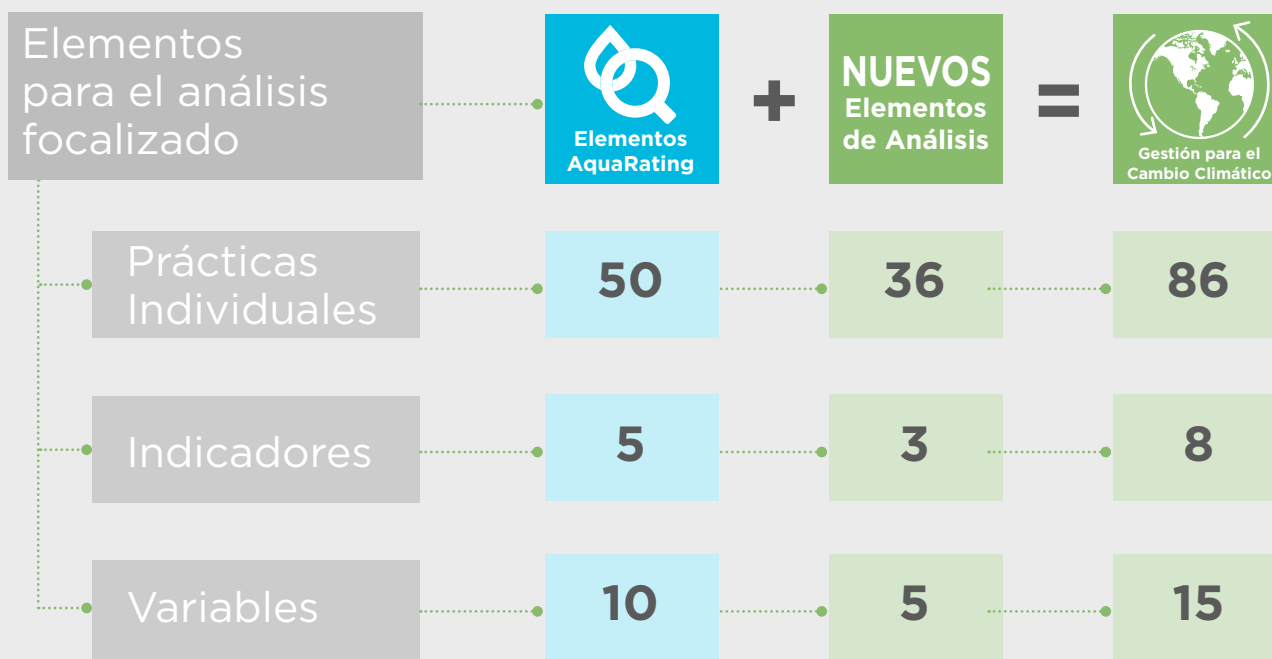 Elementos
para el análisis
focalizado
Elementos
AquaRating
+
NUEVOS
Elementos
de Análisis
=
Gestión para el
Cambio Climático
Prácticas
Individuales
50
36
86
Indicadores
5
3
8
Variables
10
5
15